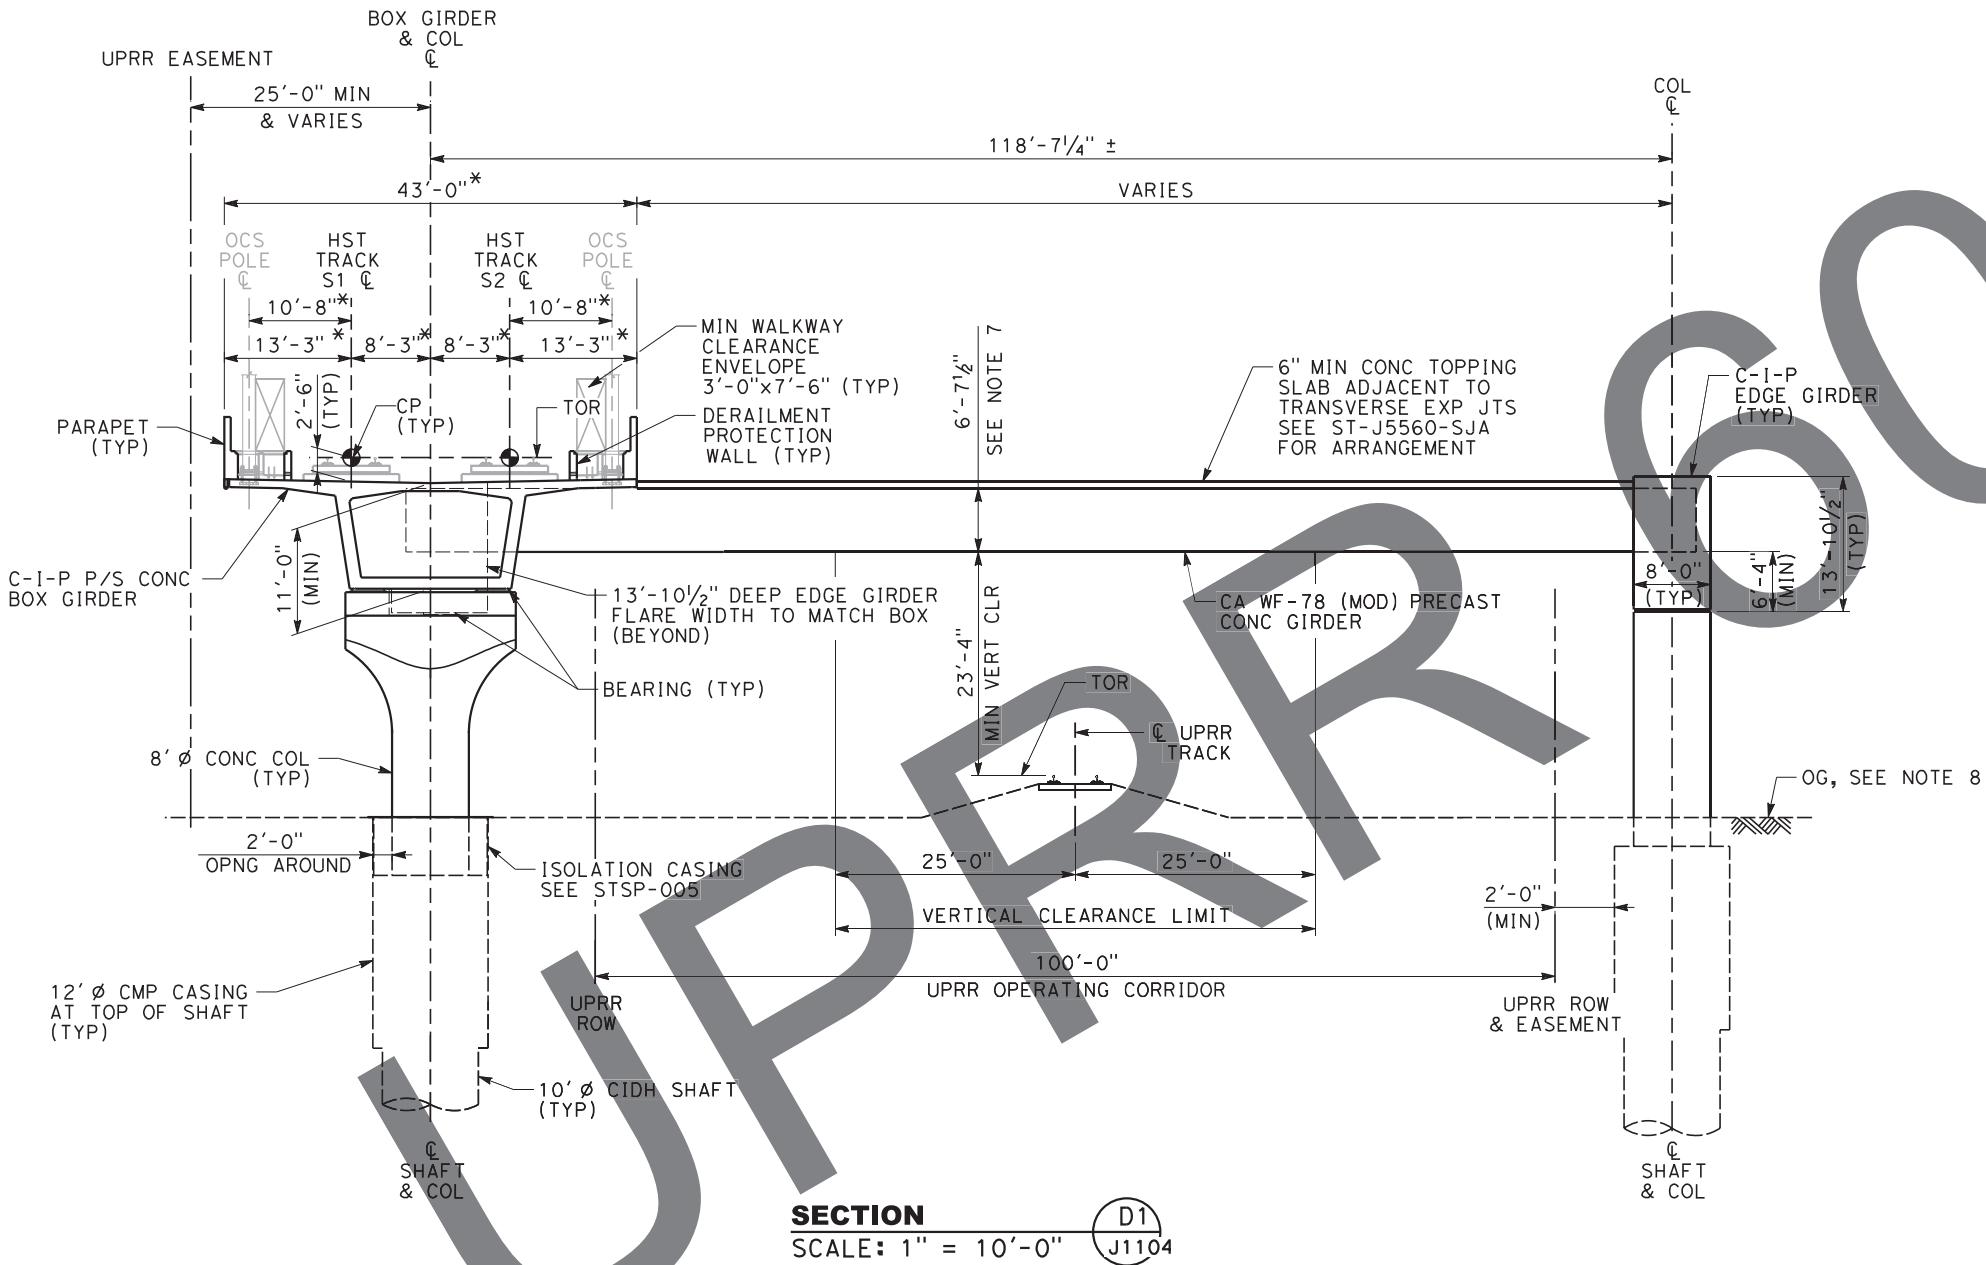 BOX GIRDER
& COL
℄
UPRR EASEMENT
25'-0" MIN
& VARIES
COL
℄
118'-7 1/4" ±
43'-0"*
VARIES
OCS
POLE
℄
HST
TRACK
S1 ℄
HST
TRACK
S2 ℄
OCS
POLE
℄
10'-8"*
10'-8"*
13'-3"*
8'-3"*
8'-3"*
13'-3"*
2'-6"
(TYP)
CP
(TYP)
TOR
MIN WALKWAY
CLEARANCE
ENVELOPE
3'-0"x7'-6" (TYP)
DERAILMENT
PROTECTION
WALL (TYP)
6'-7 1/2"
SEE NOTE 7
6" MIN CONC TOPPING
SLAB ADJACENT TO
TRANSVERSE EXP JTS
SEE ST-J5560-SJA
FOR ARRANGEMENT
C-I-P
EDGE GIRDER
(TYP)
PARAPET
(TYP)
C-I-P P/S CONC
BOX GIRDER
11'-0"
(MIN)
13'-10 1/2" DEEP EDGE GIRDER
FLARE WIDTH TO MATCH BOX
(BEYOND)
BEARING (TYP)
23'-4"
MIN VERT CLR
CA WF-78 (MOD) PRECAST
CONC GIRDER
8'-0"
(TYP)
6'-4"
(MIN)
13'-10 1/2"
(TYP)
TOR
℄ UPRR
TRACK
8' Ø CONC COL
(TYP)
OG, SEE NOTE 8
2'-0"
OPNG AROUND
ISOLATION CASING
SEE STSP-005
25'-0"
25'-0"
VERTICAL CLEARANCE LIMIT
2'-0"
(MIN)
100'-0"
UPRR OPERATING CORRIDOR
12' Ø CMP CASING
AT TOP OF SHAFT
(TYP)
UPRR
ROW
UPRR ROW
& EASEMENT
10' Ø CIDH SHAFT
(TYP)
℄
SHAFT
& COL
℄
SHAFT
& COL
SECTION
D1
SCALE: 1" = 10'-0"
J1104
UPRR 60